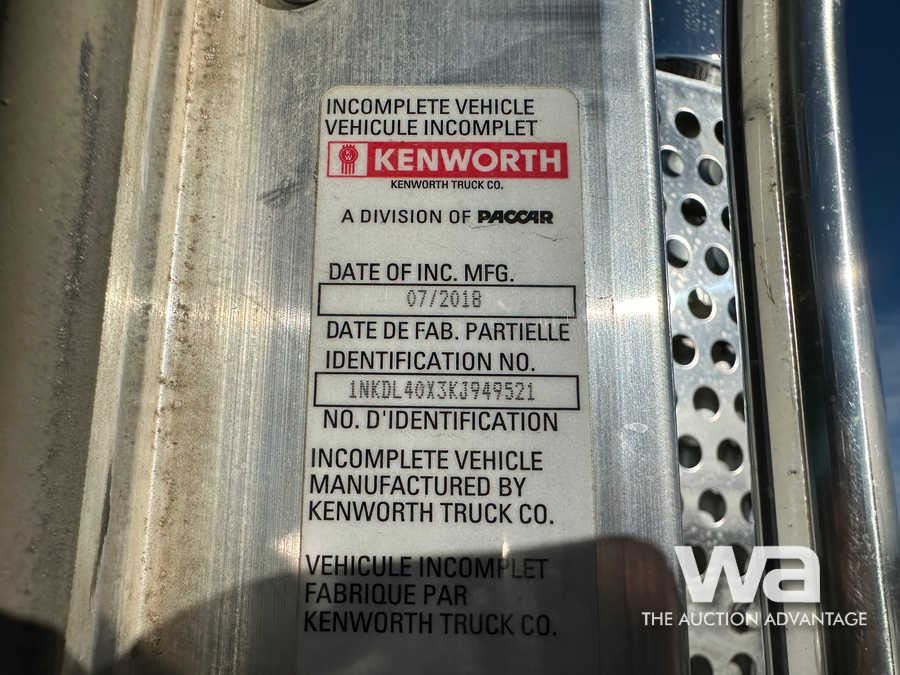 INCOMPLETE VEHICLE
VEHICULE INCOMPLET
KW KENWORTH
KENWORTH TRUCK CO.
A DIVISION OF PACCAR
DATE OF INC. MFG.
07/2018
DATE DE FAB. PARTIELLE
IDENTIFICATION NO.
1NKDL40X3KJ949521
NO. D'IDENTIFICATION
INCOMPLETE VEHICLE
MANUFACTURED BY
KENWORTH TRUCK CO.
VEHICULE INCOMPLET
FABRIQUE PAR
KENWORTH TRUCK CO.
wa
THE AUCTION ADVANTAGE